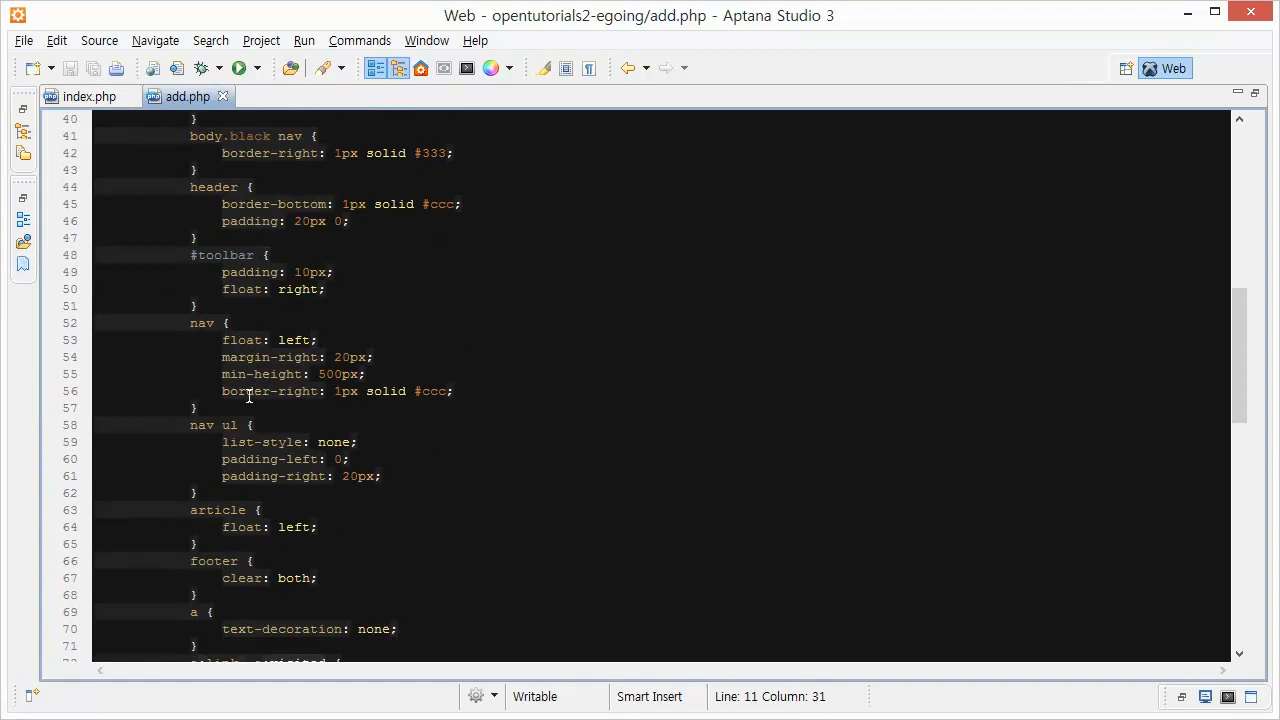 Web - opentutorials2-egoing/add.php - Aptana Studio 3
File Edit Source Navigate Search Project Run Commands Window Help
Web
index.php add.php
40 }
41 body.black nav {
42 border-right: 1px solid #333;
43 }
44 header {
45 border-bottom: 1px solid #ccc;
46 padding: 20px 0;
47 }
48 #toolbar {
49 padding: 10px;
50 float: right;
51 }
52 nav {
53 float: left;
54 margin-right: 20px;
55 min-height: 500px;
56 border-right: 1px solid #ccc;
57 }
58 nav ul {
59 list-style: none;
60 padding-left: 0;
61 padding-right: 20px;
62 }
63 article {
64 float: left;
65 }
66 footer {
67 clear: both;
68 }
69 a {
70 text-decoration: none;
71 }
Writable Smart Insert Line: 11 Column: 31